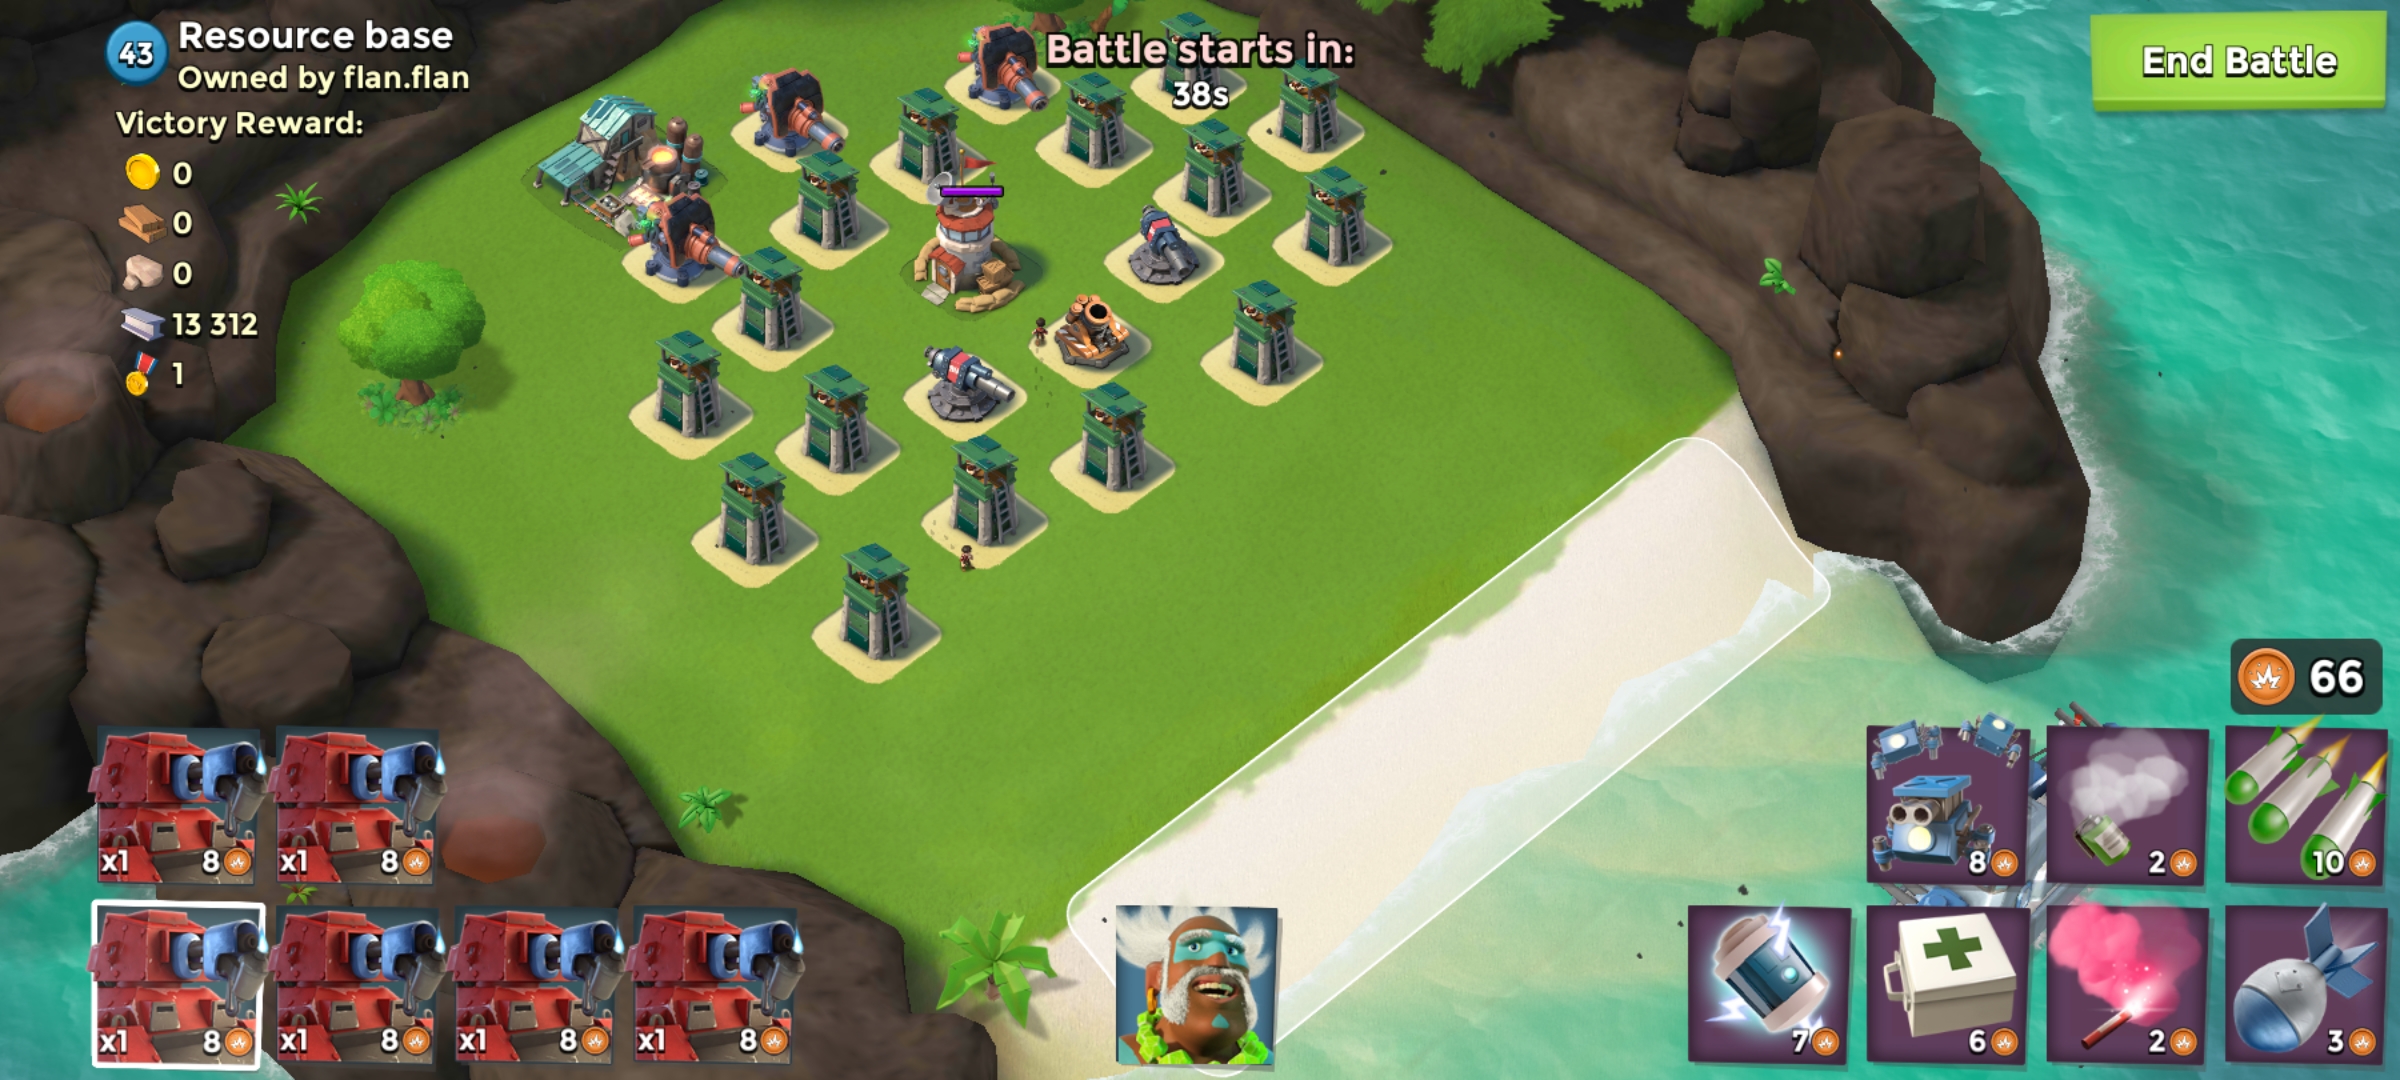 43
Resource base
Owned by flan.flan
Victory Reward:
0
0
0
13 312
1
Battle starts in:
38s
End Battle
66
x1 8
x1 8
8
2
10
x1 8
x1 8
x1 8
x1 8
7
6
2
3